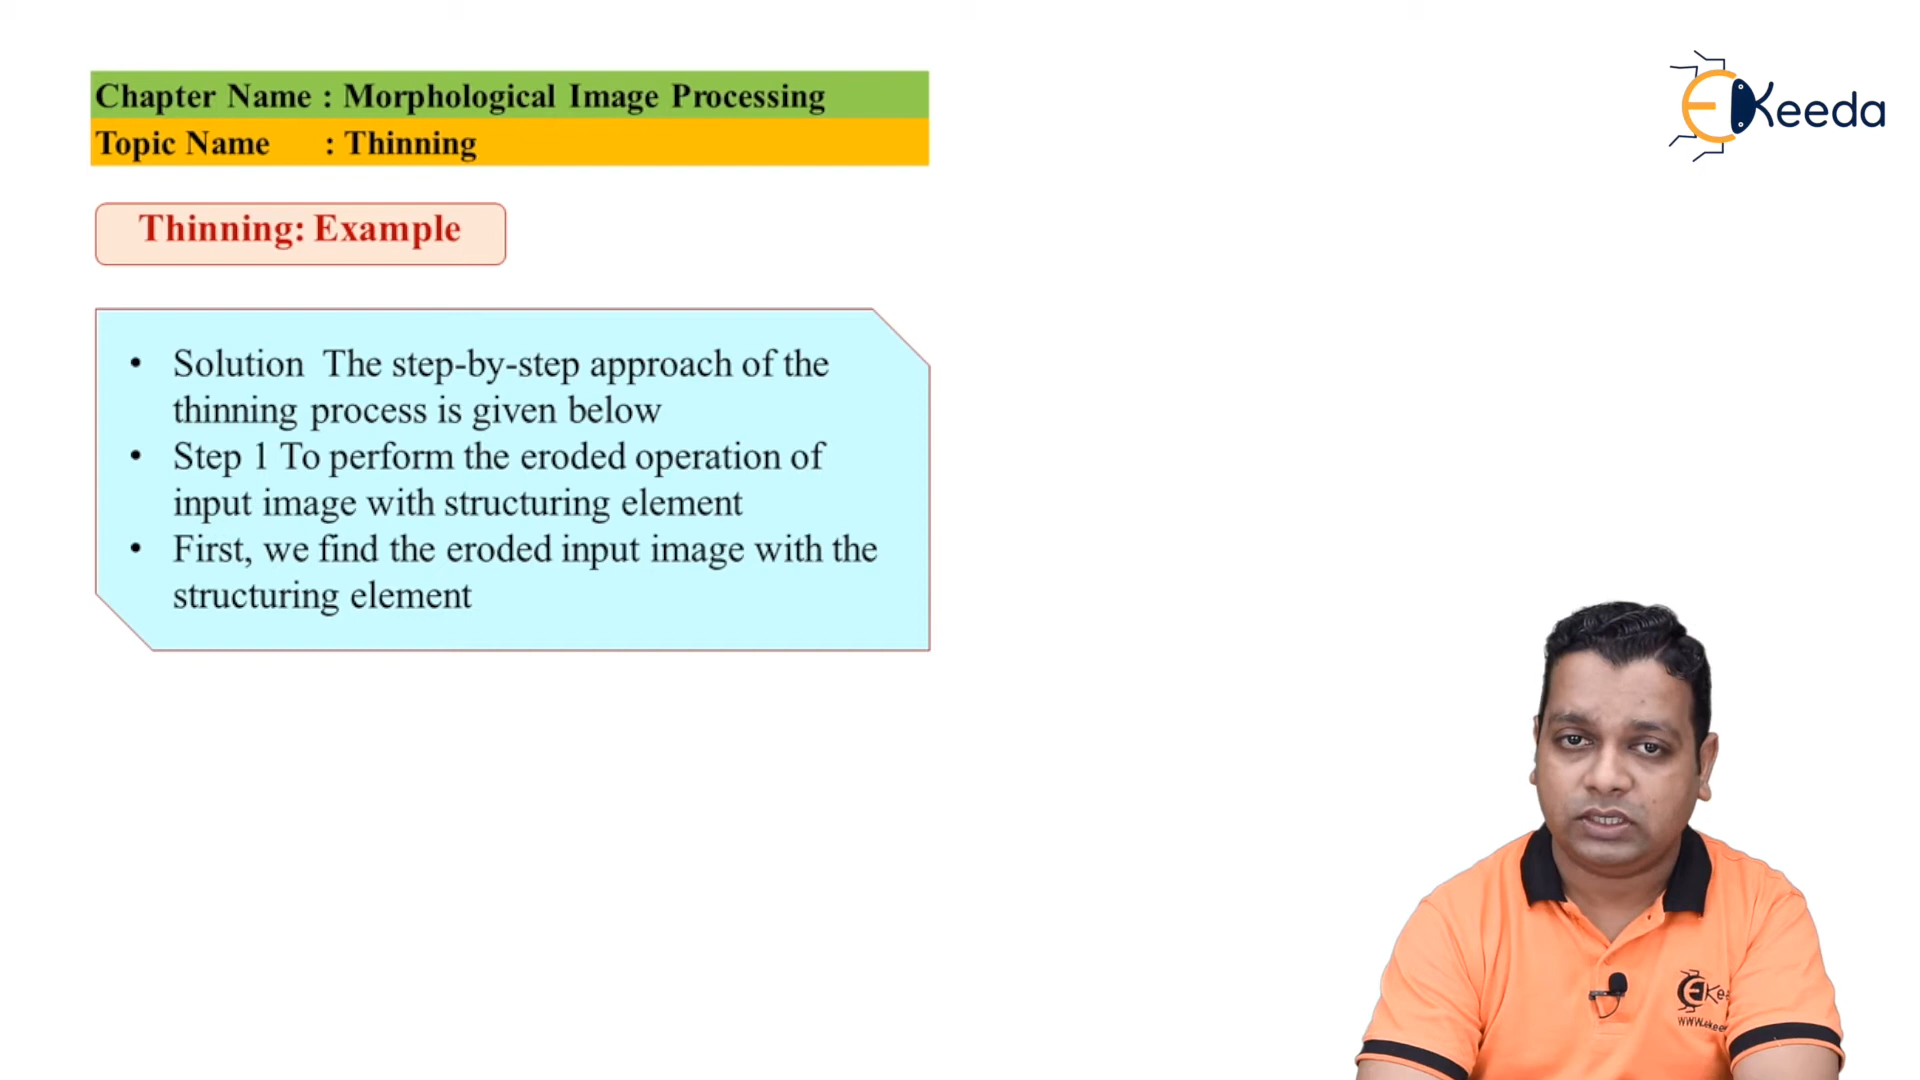 Chapter Name : Morphological Image Processing
Topic Name : Thinning
Keeda
Thinning: Example
• Solution The step-by-step approach of the
thinning process is given below
• Step 1 To perform the eroded operation of
input image with structuring element
• First, we find the eroded input image with the
structuring element